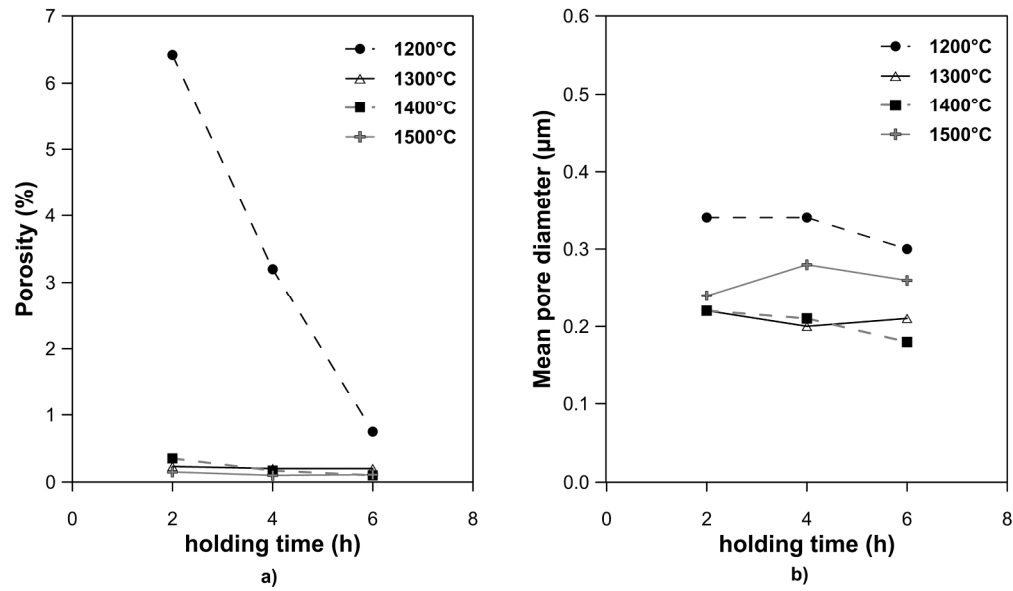 7
6
5
4
3
2
1
0
Porosity (%)
1200°C
1300°C
1400°C
1500°C
0 2 4 6 8
holding time (h)
a)
0.6
0.5
0.4
0.3
0.2
0.1
0.0
Mean pore diameter (µm)
1200°C
1300°C
1400°C
1500°C
0 2 4 6 8
holding time (h)
b)